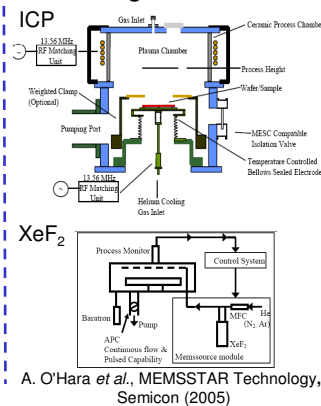 ICP
Gas Inlet
Ceramic Process Chamber
13.56 MHz
RF Matching
Unit
Plasma Chamber
Process Height
Weighted Clamp
(Optional)
Wafer/Sample
Pumping Port
MESC Compatible
Isolation Valve
13.56 MHz
RF Matching
Unit
Temperature Controlled
Bellows Sealed Electrode
Helium Cooling
Gas Inlet
XeF2
Process Monitor
Control System
Baratron
Pump
APC
Continuous flow &
Pulsed Capability
He
MFC
(N2, Ar)
XeF2
Memsstar module
A. O'Hara et al., MEMSSTAR Technology,
Semicon (2005)